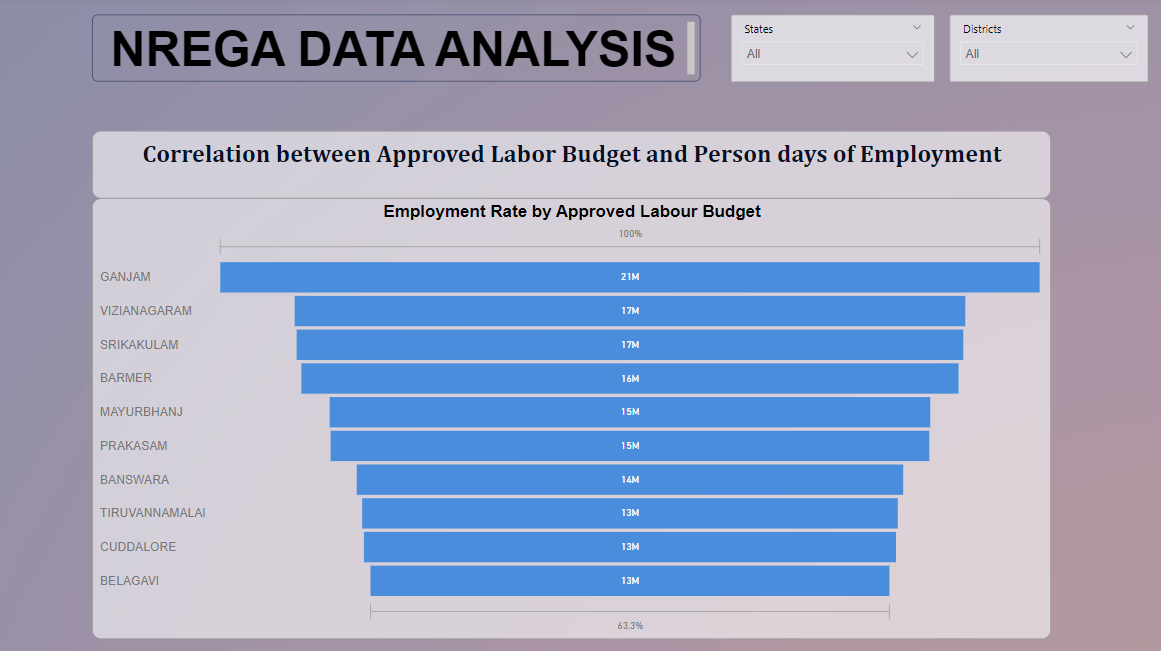 NREGA DATA ANALYSIS
States
All
Districts
All
Correlation between Approved Labor Budget and Person days of Employment
Employment Rate by Approved Labour Budget
100%
GANJAM 21M
VIZIANAGARAM 17M
SRIKAKULAM 17M
BARMER 16M
MAYURBHANJ 15M
PRAKASAM 15M
BANSWARA 14M
TIRUVANNAMALAI 13M
CUDDALORE 13M
BELAGAVI 13M
63.3%